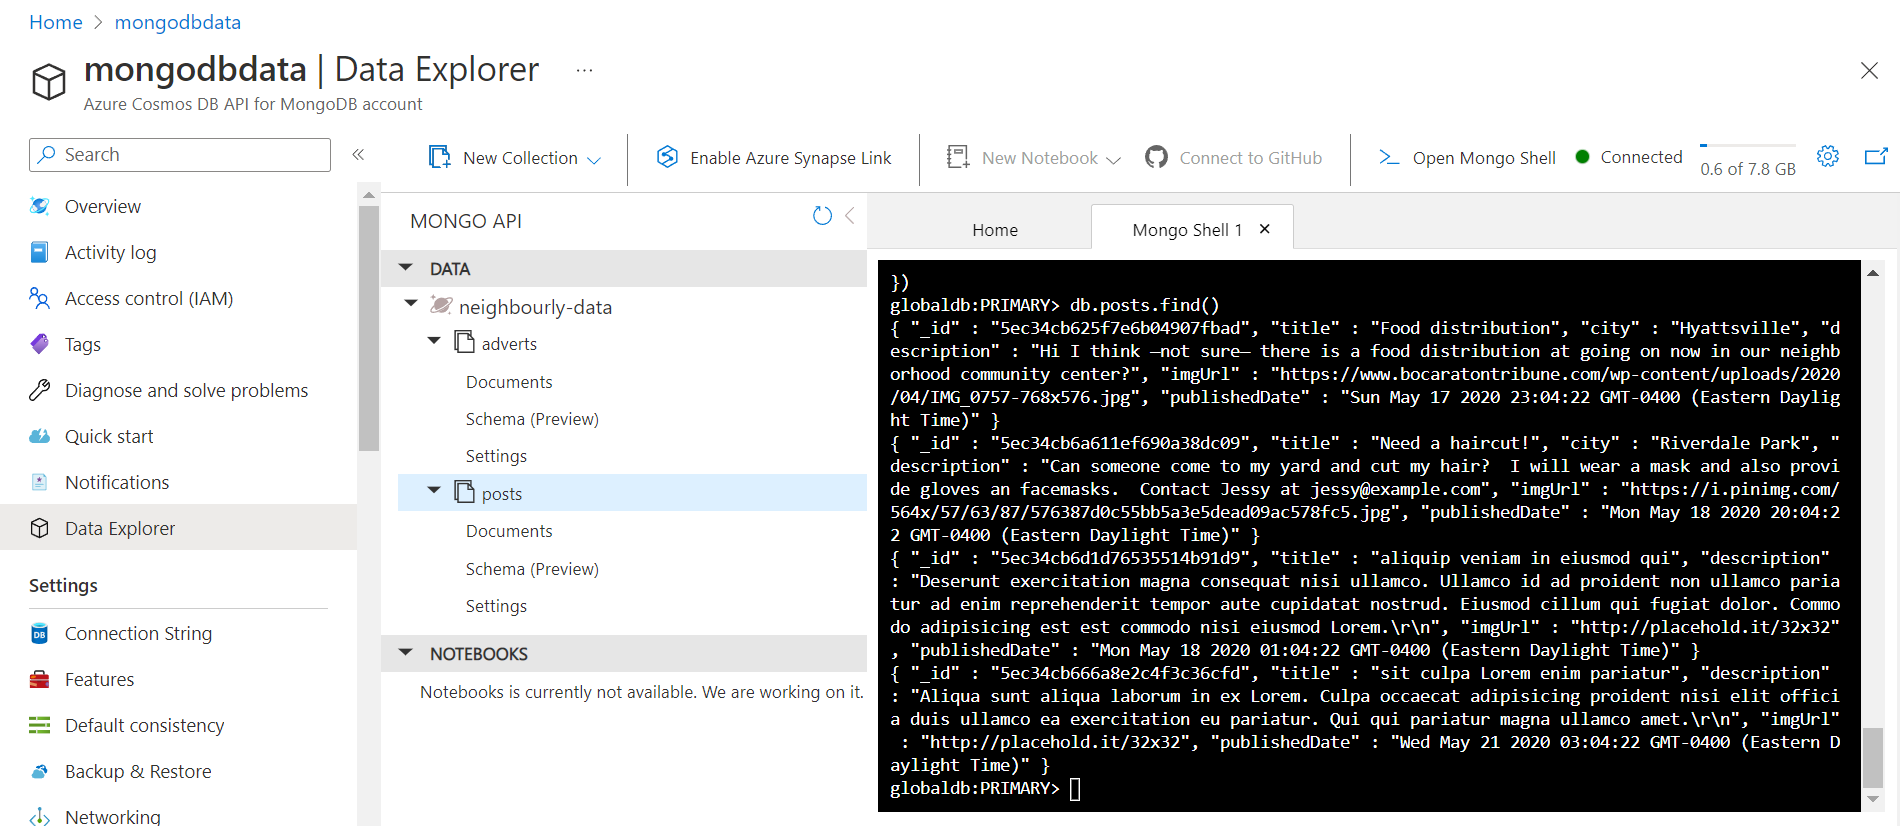 Home > mongodbdata
mongodbdata | Data Explorer ...
Azure Cosmos DB API for MongoDB account
Search
«
New Collection
Enable Azure Synapse Link
New Notebook
Connect to GitHub
Open Mongo Shell
Connected
0.6 of 7.8 GB
Overview
Activity log
Access control (IAM)
Tags
Diagnose and solve problems
Quick start
Notifications
Data Explorer
Settings
Connection String
Features
Default consistency
Backup & Restore
Networking
MONGO API
DATA
neighbourly-data
adverts
Documents
Schema (Preview)
Settings
posts
Documents
Schema (Preview)
Settings
NOTEBOOKS
Notebooks is currently not available. We are working on it.
Home
Mongo Shell 1
})
globaldb:PRIMARY> db.posts.find()
{ "_id" : "5ec34cb625f7e6b04907fbad", "title" : "Food distribution", "city" : "Hyattsville", "d
escription" : "Hi I think —not sure— there is a food distribution at going on now in our neighb
orhood community center?", "imgUrl" : "https://www.bocaratontribune.com/wp-content/uploads/2020
/04/IMG_0757-768x576.jpg", "publishedDate" : "Sun May 17 2020 23:04:22 GMT-0400 (Eastern Daylig
ht Time)" }
{ "_id" : "5ec34cb6a611ef690a38dc09", "title" : "Need a haircut!", "city" : "Riverdale Park", "
description" : "Can someone come to my yard and cut my hair?  I will wear a mask and also provi
de gloves an facemasks.  Contact Jessy at jessy@example.com", "imgUrl" : "https://i.pinimg.com/
564x/57/63/87/576387d0c55bb5a3e5dead09ac578fc5.jpg", "publishedDate" : "Mon May 18 2020 20:04:2
2 GMT-0400 (Eastern Daylight Time)" }
{ "_id" : "5ec34cb6d1d76535514b91d9", "title" : "aliquip veniam in eiusmod qui", "description"
: "Deserunt exercitation magna consequat nisi ullamco. Ullamco id ad proident non ullamco paria
tur ad enim reprehenderit tempor aute cupidatat nostrud. Eiusmod cillum qui fugiat dolor. Commo
do adipisicing est est commodo nisi eiusmod Lorem.\r\n", "imgUrl" : "http://placehold.it/32x32"
, "publishedDate" : "Mon May 18 2020 01:04:22 GMT-0400 (Eastern Daylight Time)" }
{ "_id" : "5ec34cb666a8e2c4f3c36cfd", "title" : "sit culpa Lorem enim pariatur", "description"
: "Aliqua sunt aliqua laborum in ex Lorem. Culpa occaecat adipisicing proident nisi elit offici
a duis ullamco ea exercitation eu pariatur. Qui qui pariatur magna ullamco amet.\r\n", "imgUrl"
 : "http://placehold.it/32x32", "publishedDate" : "Wed May 21 2020 03:04:22 GMT-0400 (Eastern D
aylight Time)" }
globaldb:PRIMARY>